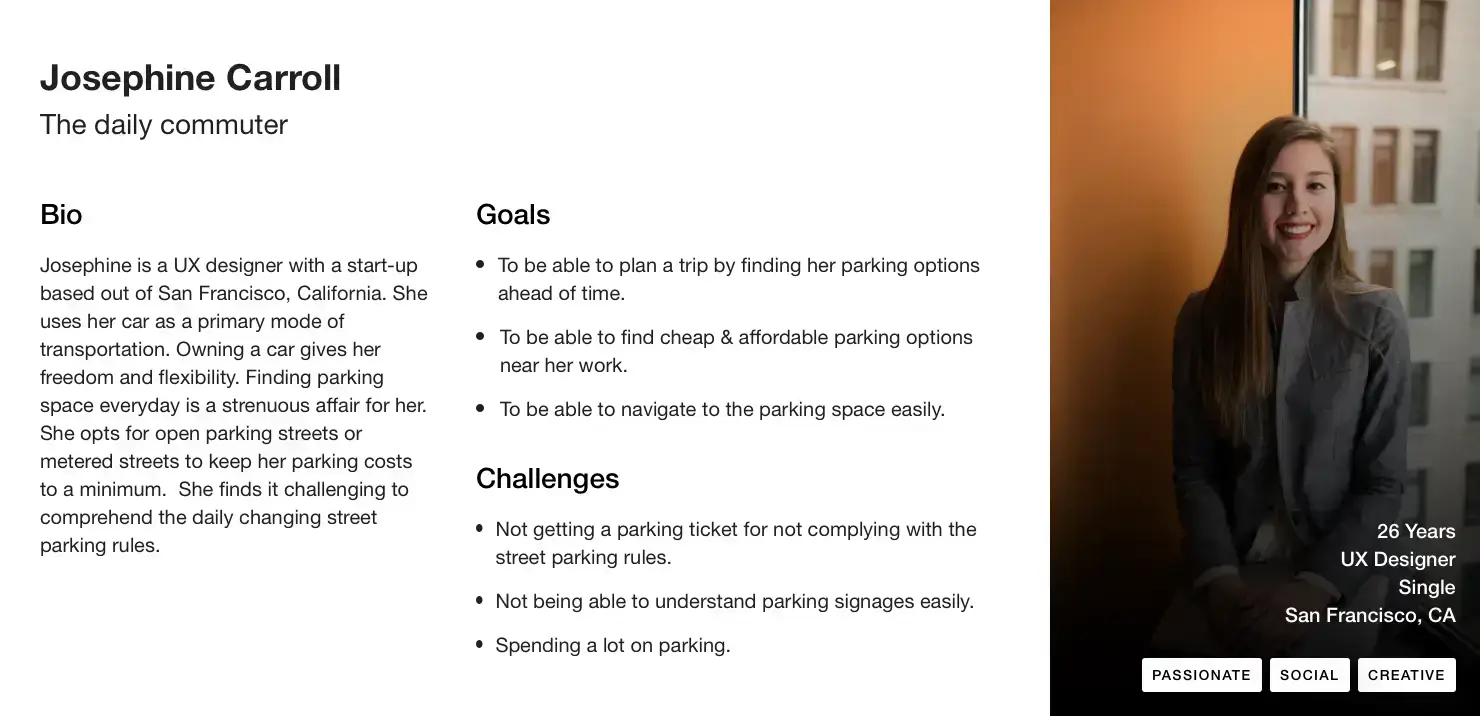 Josephine Carroll
The daily commuter
Bio
Josephine is a UX designer with a start-up
based out of San Francisco, California. She
uses her car as a primary mode of
transportation. Owning a car gives her
freedom and flexibility. Finding parking
space everyday is a strenuous affair for her.
She opts for open parking streets or
metered streets to keep her parking costs
to a minimum.  She finds it challenging to
comprehend the daily changing street
parking rules.
Goals
• To be able to plan a trip by finding her parking options
ahead of time.
• To be able to find cheap & affordable parking options
near her work.
• To be able to navigate to the parking space easily.
Challenges
• Not getting a parking ticket for not complying with the
street parking rules.
• Not being able to understand parking signages easily.
• Spending a lot on parking.
26 Years
UX Designer
Single
San Francisco, CA
PASSIONATE SOCIAL CREATIVE